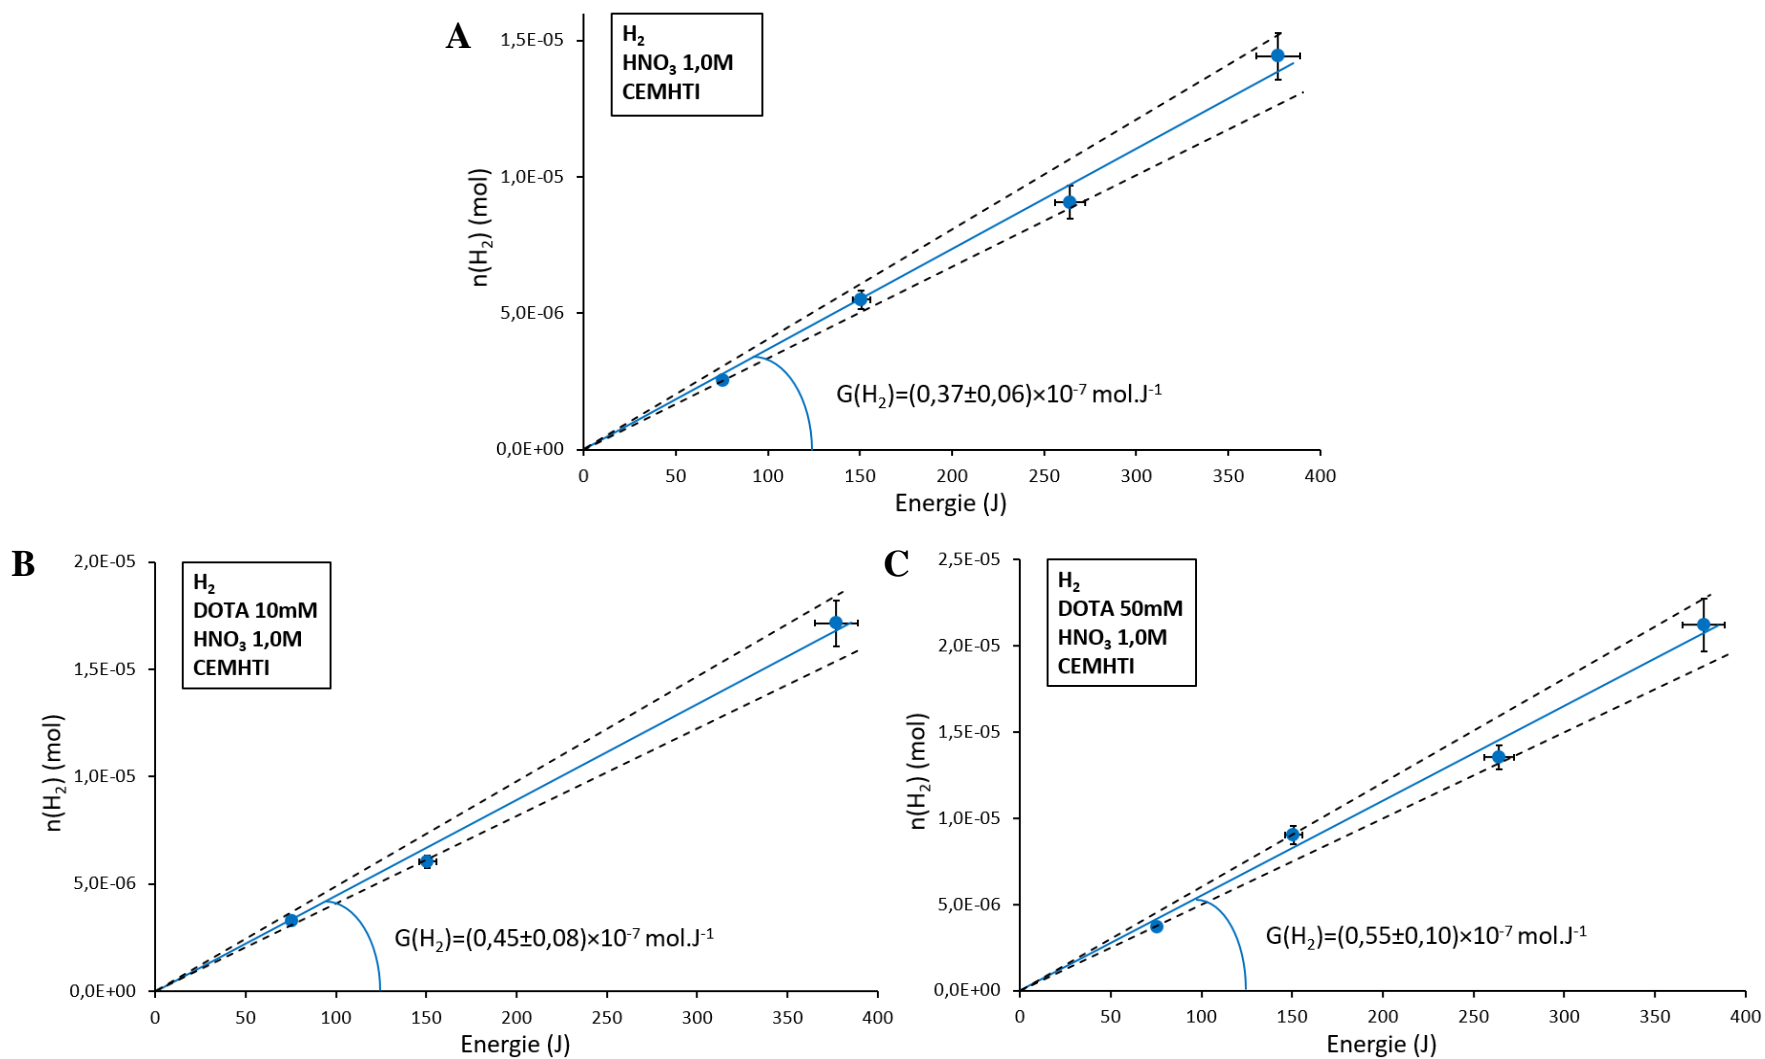 A
H₂
HNO₃ 1,0M
CEMHTI
n(H₂) (mol)
1,5E-05
1,0E-05
5,0E-06
0,0E+00
G(H₂)=(0,37±0,06)×10⁻⁷ mol.J⁻¹
0 50 100 150 200 250 300 350 400
Energie (J)
B
H₂
DOTA 10mM
HNO₃ 1,0M
CEMHTI
n(H₂) (mol)
2,0E-05
1,5E-05
1,0E-05
5,0E-06
0,0E+00
G(H₂)=(0,45±0,08)×10⁻⁷ mol.J⁻¹
0 50 100 150 200 250 300 350 400
Energie (J)
C
H₂
DOTA 50mM
HNO₃ 1,0M
CEMHTI
n(H₂) (mol)
2,5E-05
2,0E-05
1,5E-05
1,0E-05
5,0E-06
0,0E+00
G(H₂)=(0,55±0,10)×10⁻⁷ mol.J⁻¹
0 50 100 150 200 250 300 350 400
Energie (J)